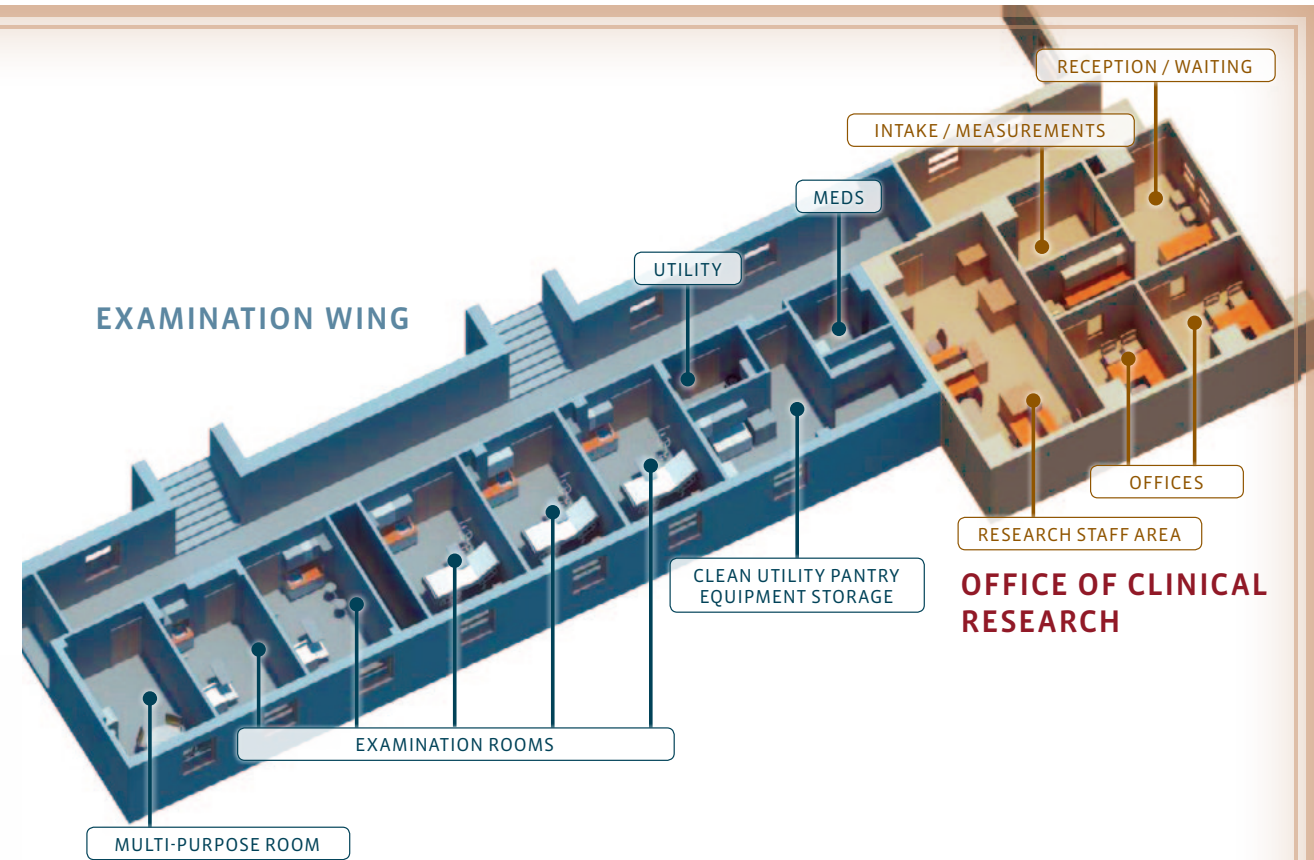 RECEPTION / WAITING
INTAKE / MEASUREMENTS
MEDS
UTILITY
EXAMINATION WING
OFFICES
RESEARCH STAFF AREA
CLEAN UTILITY PANTRY
EQUIPMENT STORAGE
OFFICE OF CLINICAL
RESEARCH
EXAMINATION ROOMS
MULTI-PURPOSE ROOM